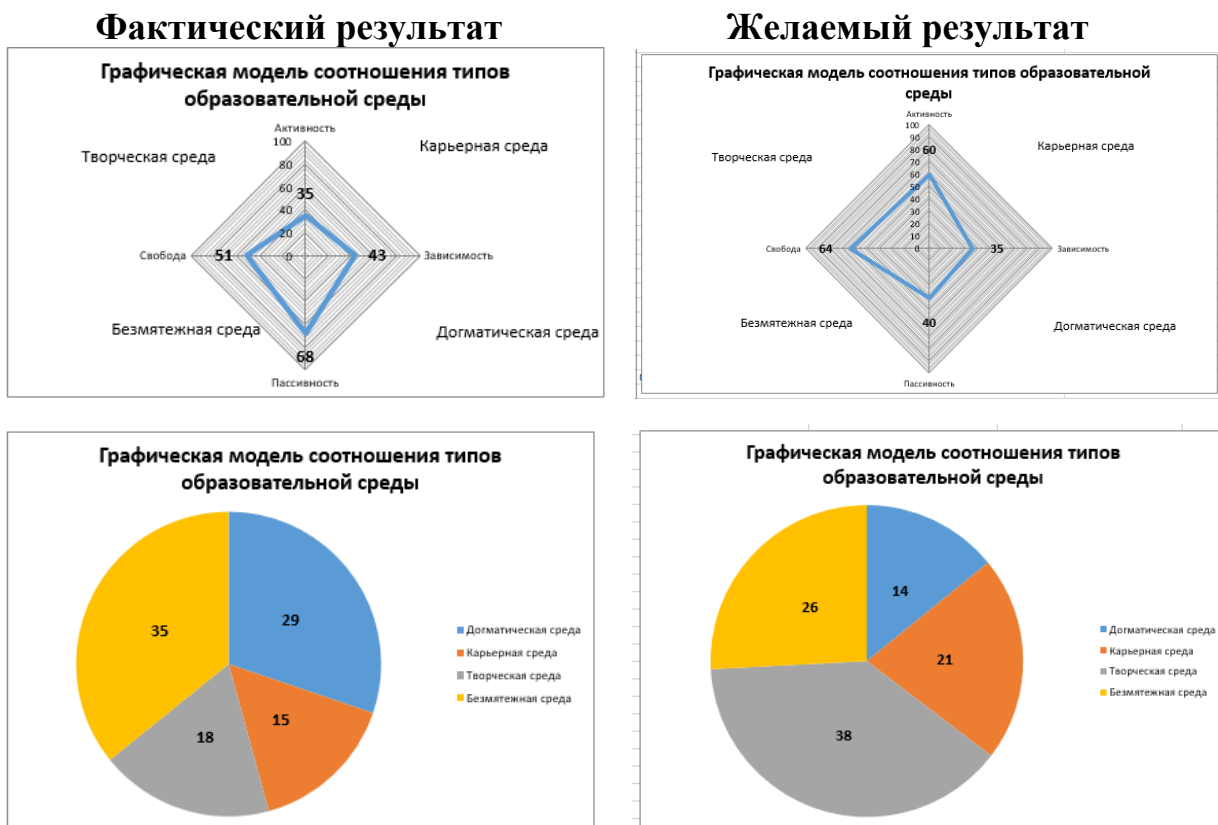 Фактический результат
Желаемый результат
Графическая модель соотношения типов
образовательной среды
Активность
100
80
60
40
20
0
35
Творческая среда
Карьерная среда
Свобода
51
43
Зависимость
Безмятежная среда
Догматическая среда
68
Пассивность
Графическая модель соотношения типов образовательной
среды
Активность
100
90
80
70
60
50
40
30
20
10
0
60
Творческая среда
Карьерная среда
Свобода
64
35
Зависимость
Безмятежная среда
Догматическая среда
40
Пассивность
Графическая модель соотношения типов
образовательной среды
35
29
18
15
Догматическая среда
Карьерная среда
Творческая среда
Безмятежная среда
Графическая модель соотношения типов
образовательной среды
26
14
21
38
Догматическая среда
Карьерная среда
Творческая среда
Безмятежная среда